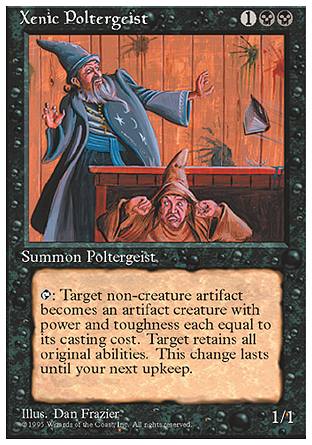 Xenic Poltergeist 1
Summon Poltergeist
: Target non-creature artifact
becomes an artifact creature with
power and toughness each equal to
its casting cost. Target retains all
original abilities. This change lasts
until your next upkeep.
Illus. Dan Frazier
© 1995 Wizards of the Coast, Inc. All rights reserved.
1/1